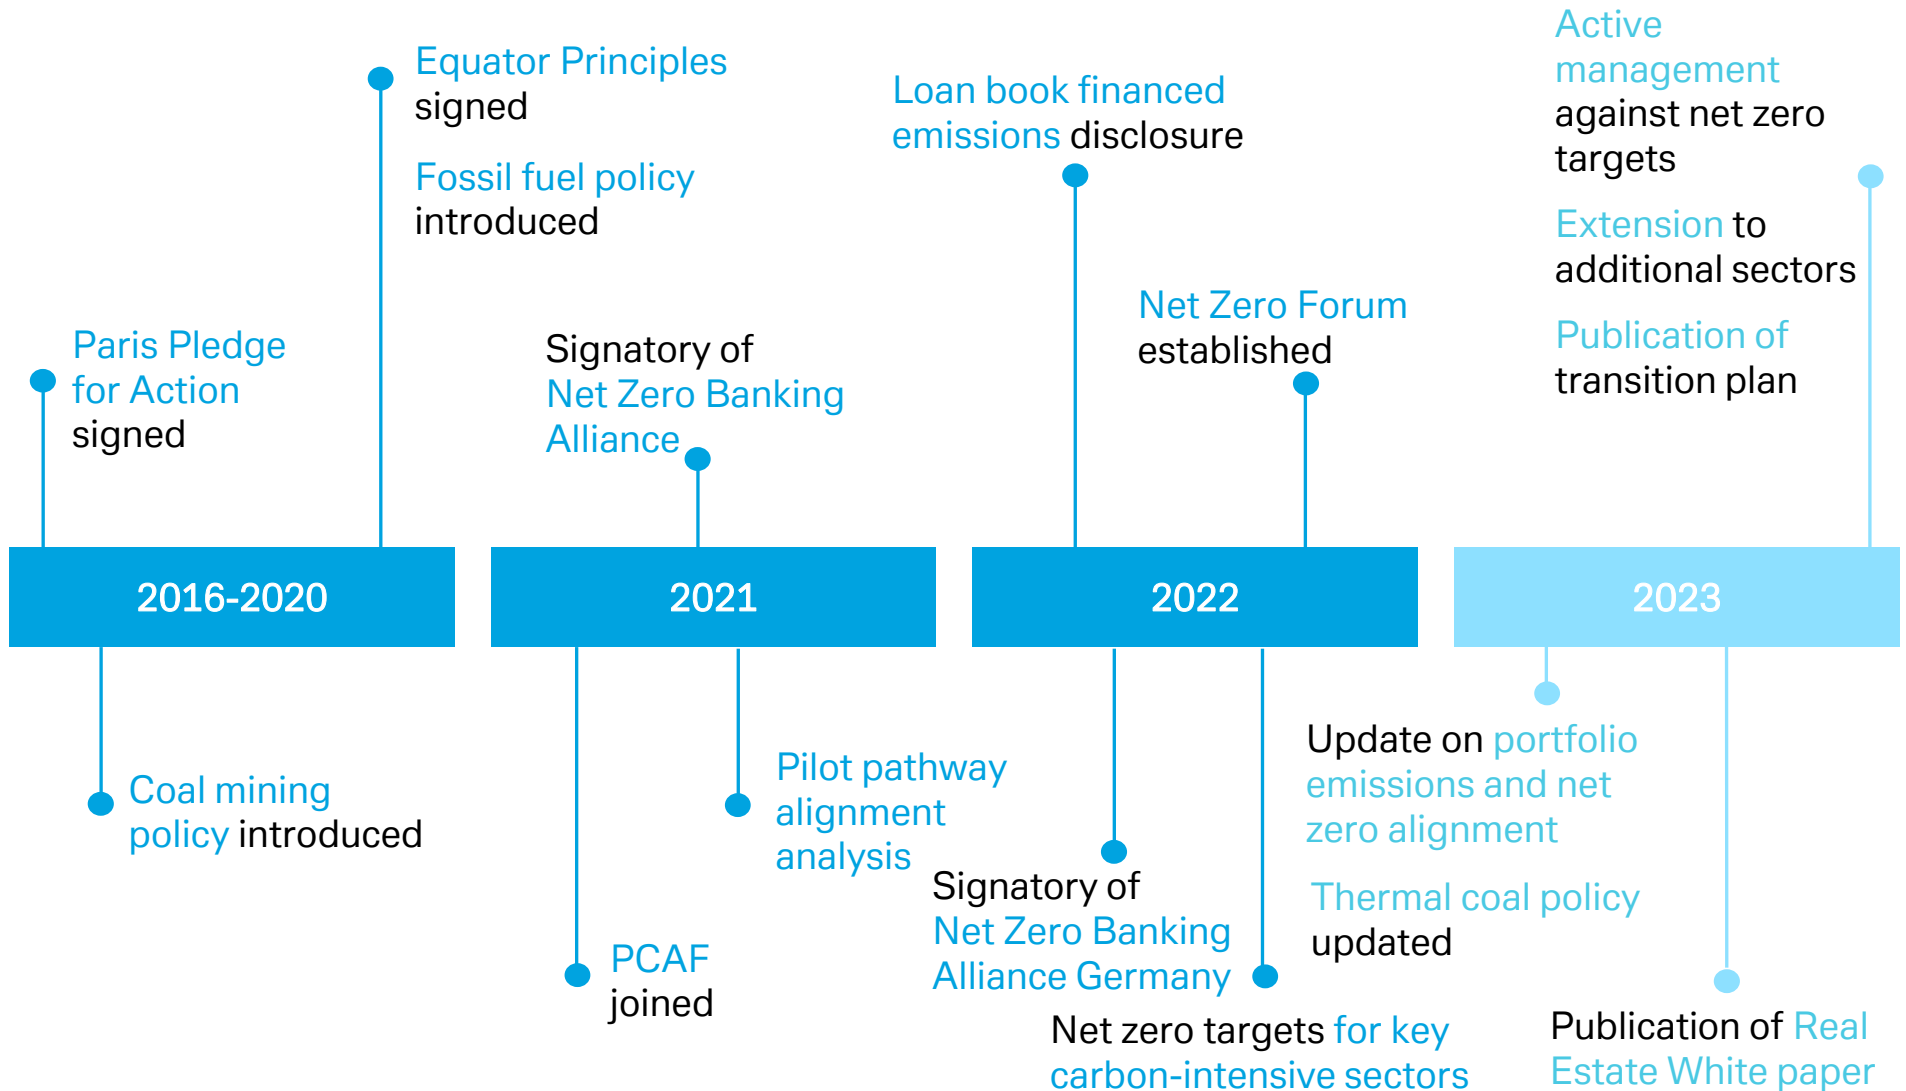 Paris Pledge
for Action
signed
Equator Principles
signed
Fossil fuel policy
introduced
Signatory of
Net Zero Banking
Alliance
Loan book financed
emissions disclosure
Net Zero Forum
established
Active
management
against net zero
targets
Extension to
additional sectors
Publication of
transition plan
2016-2020
2021
2022
2023
Coal mining
policy introduced
PCAF
joined
Pilot pathway
alignment
analysis
Signatory of
Net Zero Banking
Alliance Germany
Net zero targets for key
carbon-intensive sectors
Update on portfolio
emissions and net
zero alignment
Thermal coal policy
updated
Publication of Real
Estate White paper